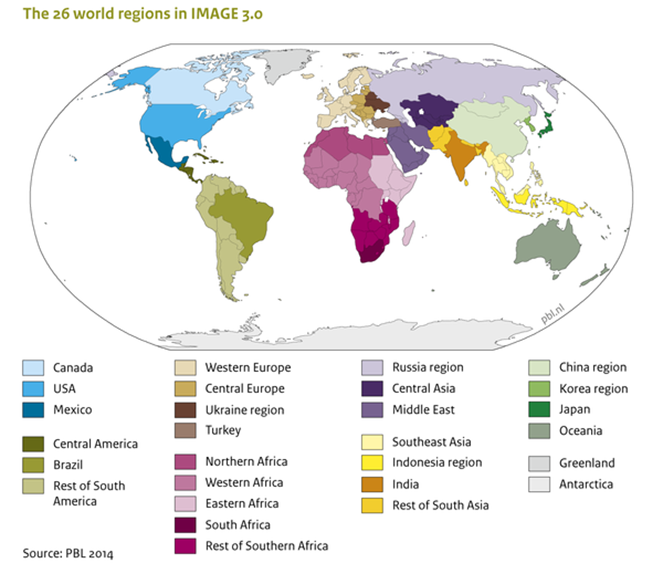 The 26 world regions in IMAGE 3.0
pbl.nl
Canada
USA
Mexico
Central America
Brazil
Rest of South
America
Western Europe
Central Europe
Ukraine region
Turkey
Northern Africa
Western Africa
Eastern Africa
South Africa
Rest of Southern Africa
Russia region
Central Asia
Middle East
Southeast Asia
Indonesia region
India
Rest of South Asia
China region
Korea region
Japan
Oceania
Greenland
Antarctica
Source: PBL 2014